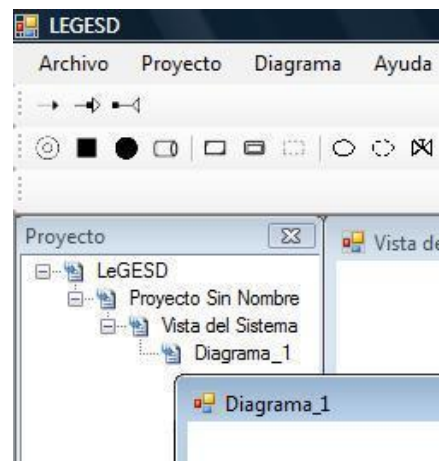 LEGESD
Archivo Proyecto Diagrama Ayuda
Proyecto
Vista de
LeGESD
Proyecto Sin Nombre
Vista del Sistema
Diagrama_1
Diagrama_1